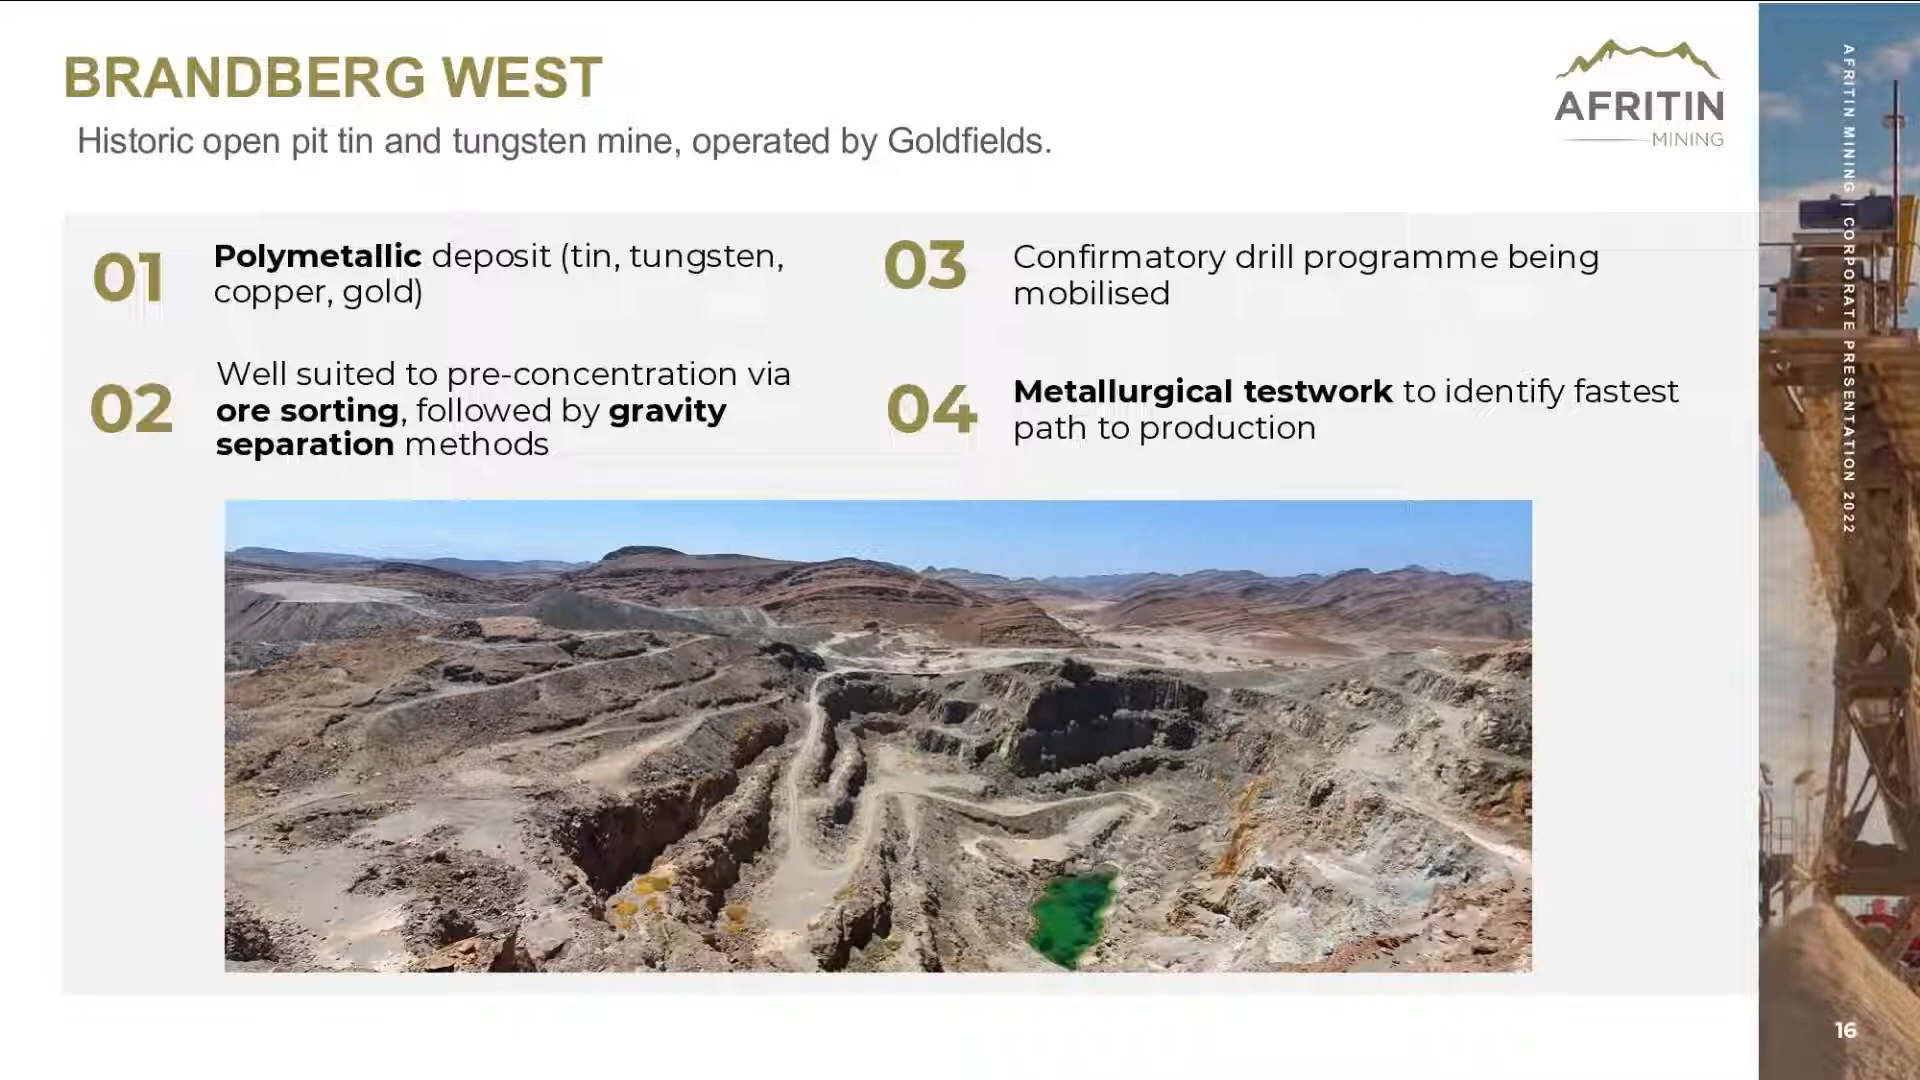 BRANDBERG WEST
Historic open pit tin and tungsten mine, operated by Goldfields.
AFRITIN
MINING
01
Polymetallic deposit (tin, tungsten,
copper, gold)
02
Well suited to pre-concentration via
ore sorting, followed by gravity
separation methods
03
Confirmatory drill programme being
mobilised
04
Metallurgical testwork to identify fastest
path to production
AFRITIN MINING | CORPORATE PRESENTATION 2022
16